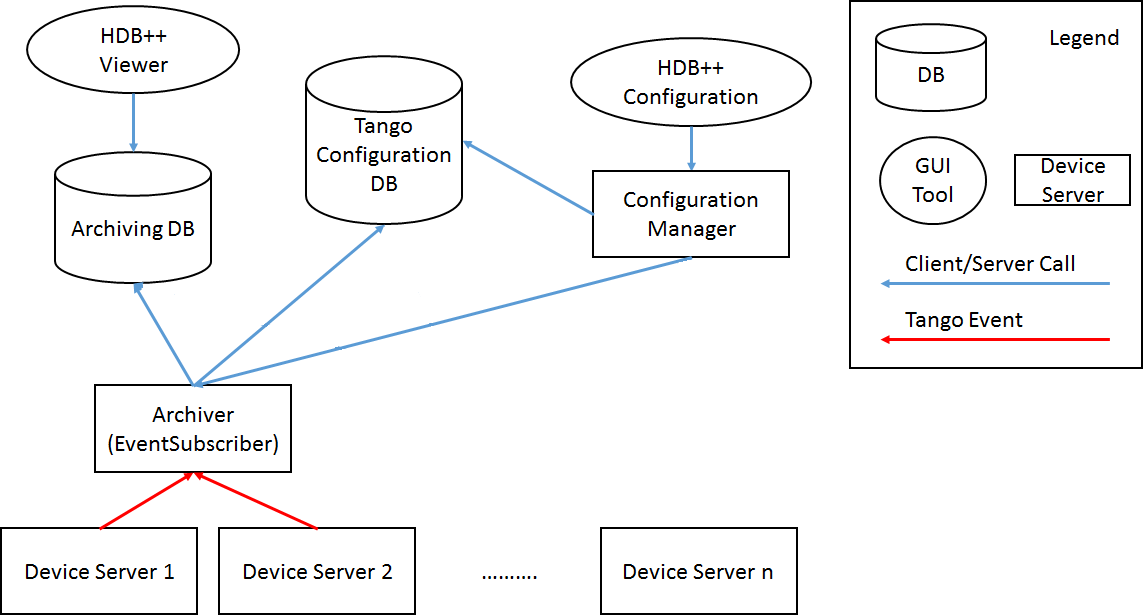 HDB++
Viewer
Tango
Configuration
DB
HDB++
Configuration
Legend
DB
GUI
Tool
Device
Server
Client/Server Call
Tango Event
Archiving DB
Configuration
Manager
Archiver
(EventSubscriber)
Device Server 1
Device Server 2
..........
Device Server n